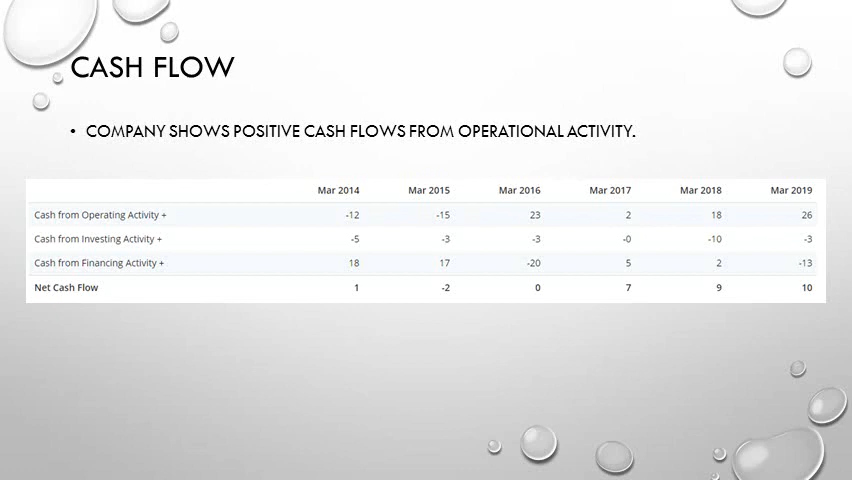 CASH FLOW
• COMPANY SHOWS POSITIVE CASH FLOWS FROM OPERATIONAL ACTIVITY.
Mar 2014 Mar 2015 Mar 2016 Mar 2017 Mar 2018 Mar 2019
Cash from Operating Activity + -12 -15 23 2 18 26
Cash from Investing Activity + -5 -3 -3 -0 -10 -3
Cash from Financing Activity + 18 17 -20 5 2 -13
Net Cash Flow 1 -2 0 7 9 10